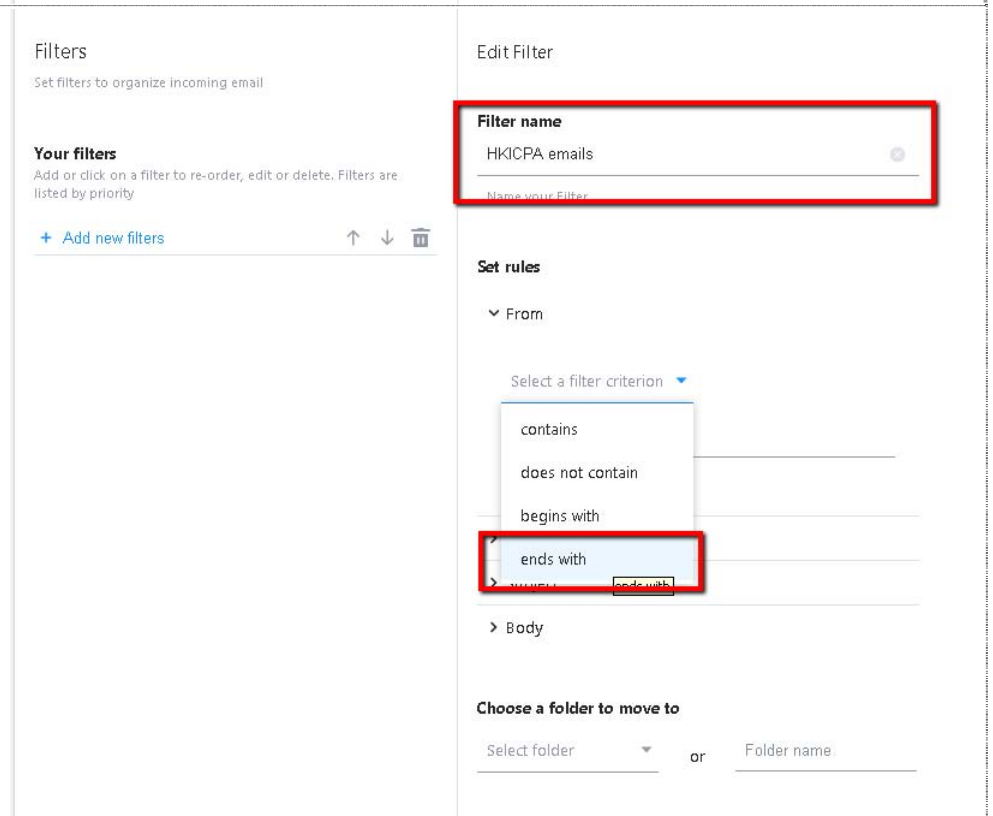 Filters
Set filters to organize incoming email
Your filters
Add or click on a filter to re-order, edit or delete. Filters are
listed by priority
+ Add new filters
Edit Filter
Filter name
HKICPA emails
Name your Filter
Set rules
From
Select a filter criterion
contains
does not contain
begins with
ends with
ends with
Body
Choose a folder to move to
Select folder
or
Folder name